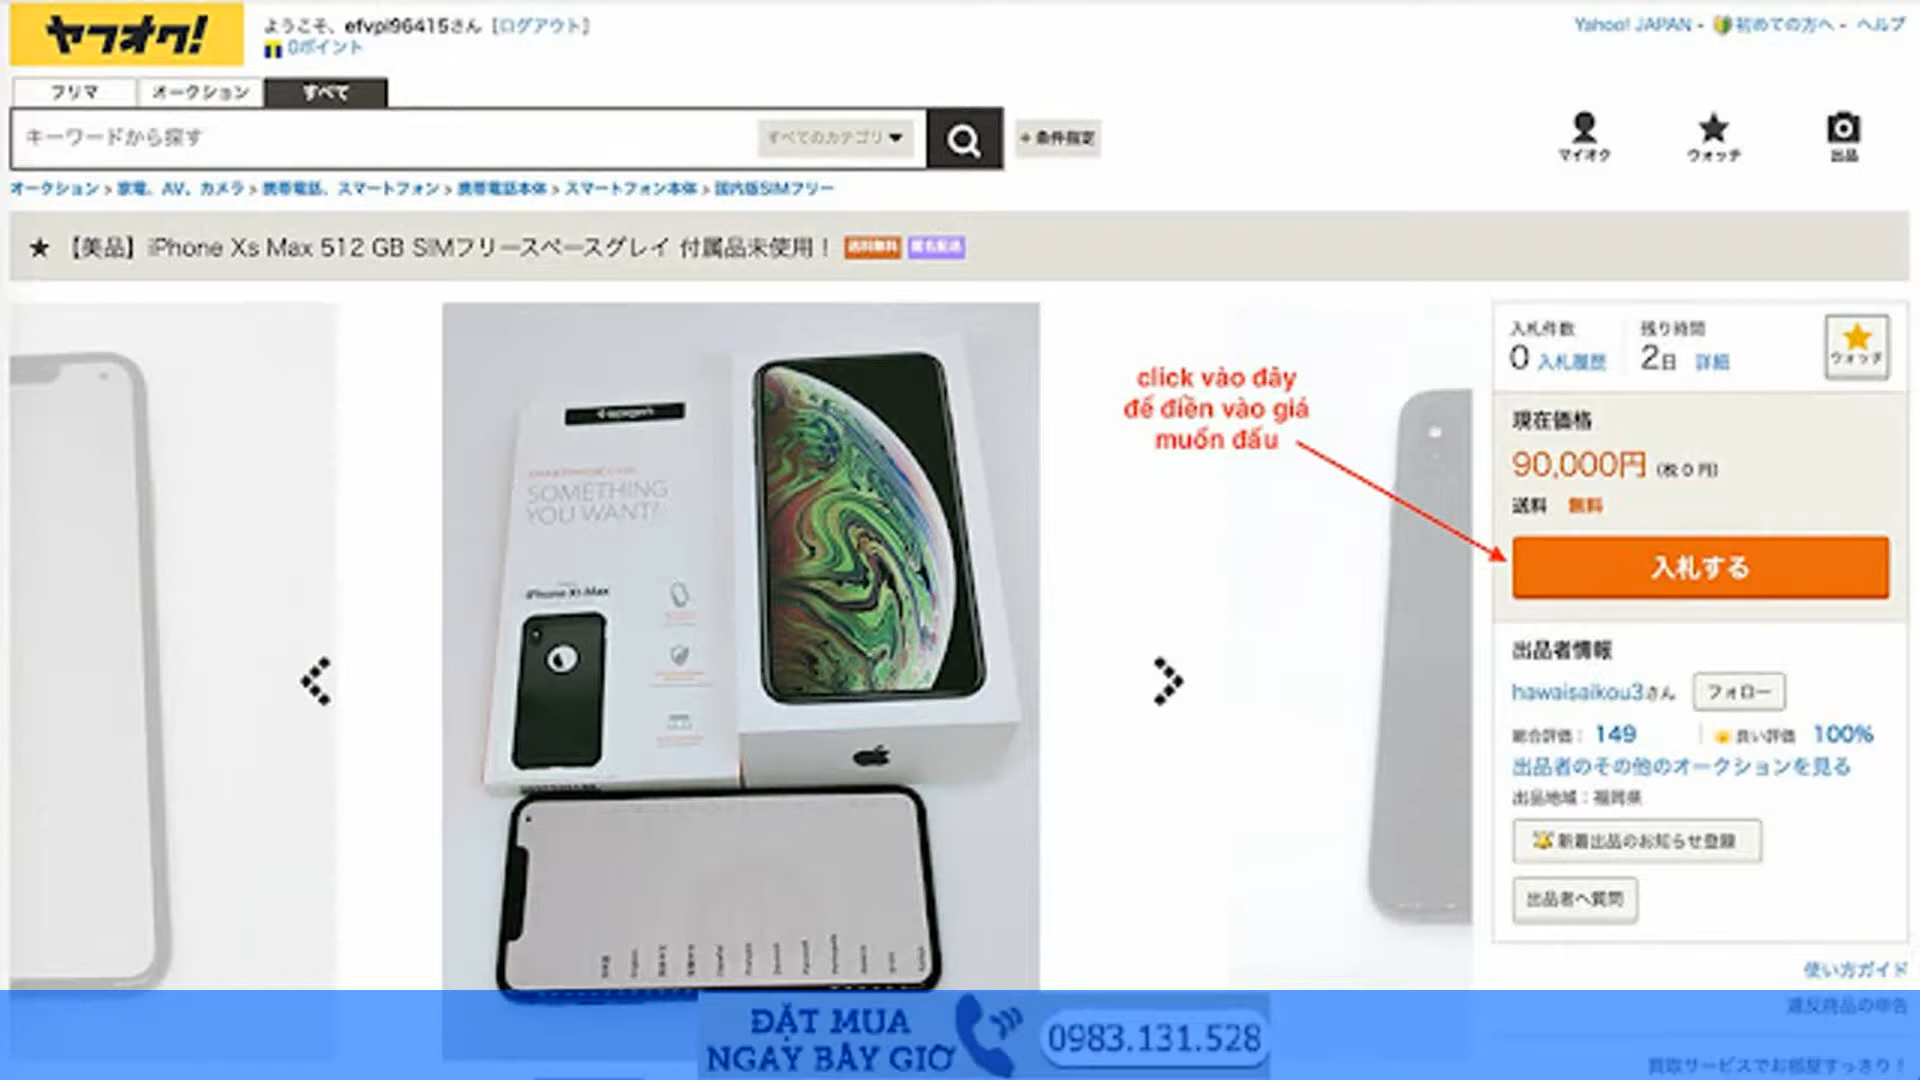 ヤフオク!
ようこそ、efvpi96415さん [ログアウト]
0ポイント
Yahoo! JAPAN - 初めての方へ - ヘルプ
フリマ オークション すべて
キーワードから探す すべてのカテゴリ +条件指定
マイオク ウォッチ 出品
オークション > 家電、AV、カメラ > 携帯電話、スマートフォン > 携帯電話本体 > スマートフォン本体 > 国内版SIMフリー
★ 【美品】iPhone Xs Max 512 GB SIMフリースペースグレイ 付属品未使用! 送料無料 匿名配送
入札件数 残り時間
0 入札履歴 2日 詳細 ウォッチ
click vào đây
để điền vào giá
muốn đấu
現在価格
90,000円 (税 0 円)
送料 無料
入札する
spigen
SOMETHING
YOU WANT?
iPhone Xs Max
出品者情報
hawaisaikou3さん フォロー
総合評価: 149 良い評価 100%
出品者のその他のオークションを見る
出品地域:福岡県
新着出品のお知らせ登録
出品者へ質問
使い方ガイド
違反商品の申告
買取サービスでお部屋すっきり!
ĐẶT MUA
NGAY BÂY GIỜ
0983.131.528